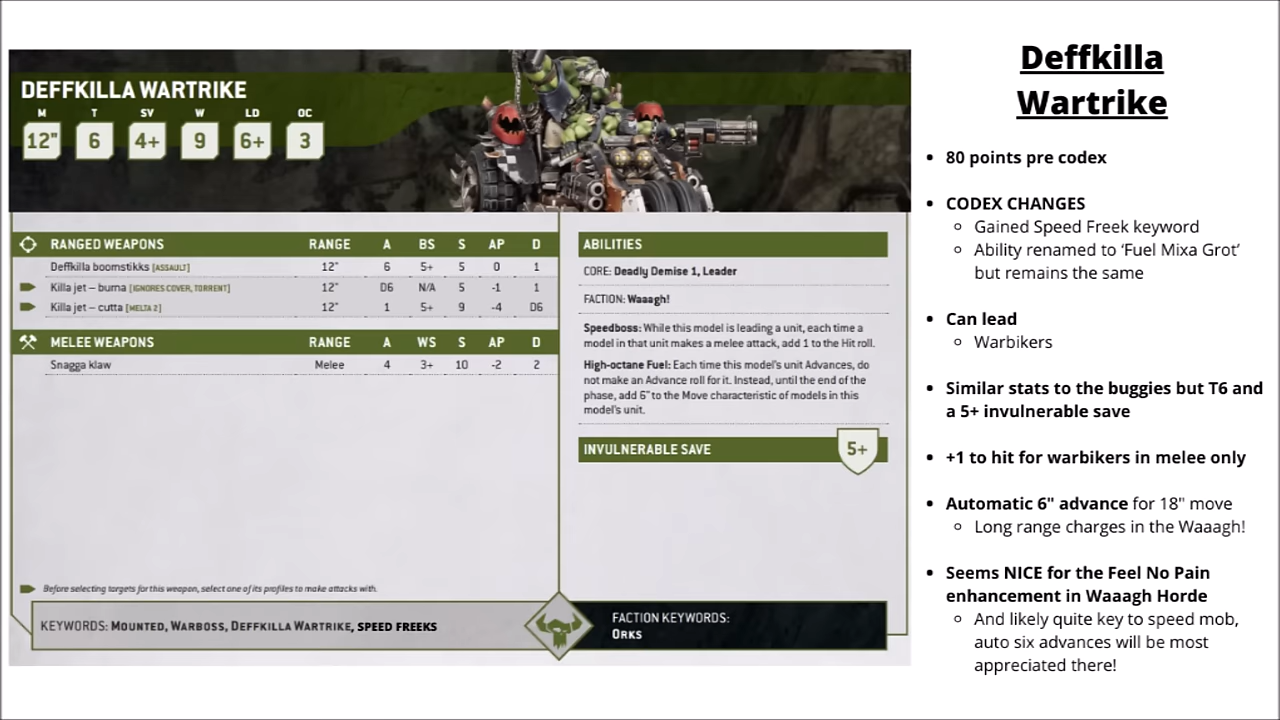 DEFFKILLA WARTRIKE
M T SV W LD OC
12" 6 4+ 9 6+ 3
RANGED WEAPONS RANGE A BS S AP D
Deffkilla boomstikks [ASSAULT] 12" 6 5+ 5 0 1
Killa jet – burna [IGNORES COVER, TORRENT] 12" D6 N/A 5 -1 1
Killa jet – cutta [MELTA 2] 12" 1 5+ 9 -4 D6
MELEE WEAPONS RANGE A WS S AP D
Snagga klaw Melee 4 3+ 10 -2 2
Before selecting targets for this weapon, select one of its profiles to make attacks with.
KEYWORDS: MOUNTED, WARBOSS, DEFFKILLA WARTRIKE, SPEED FREEKS
ABILITIES
CORE: Deadly Demise 1, Leader
FACTION: Waaagh!
Speedboss: While this model is leading a unit, each time a
model in that unit makes a melee attack, add 1 to the Hit roll.
High-octane Fuel: Each time this model's unit Advances, do
not make an Advance roll for it. Instead, until the end of the
phase, add 6" to the Move characteristic of models in this
model's unit.
INVULNERABLE SAVE 5+
FACTION KEYWORDS:
ORKS
Deffkilla
Wartrike
• 80 points pre codex
• CODEX CHANGES
○ Gained Speed Freek keyword
○ Ability renamed to ‘Fuel Mixa Grot’
but remains the same
• Can lead
○ Warbikers
• Similar stats to the buggies but T6 and
a 5+ invulnerable save
• +1 to hit for warbikers in melee only
• Automatic 6" advance for 18" move
○ Long range charges in the Waaagh!
• Seems NICE for the Feel No Pain
enhancement in Waaagh Horde
○ And likely quite key to speed mob,
auto six advances will be most
appreciated there!